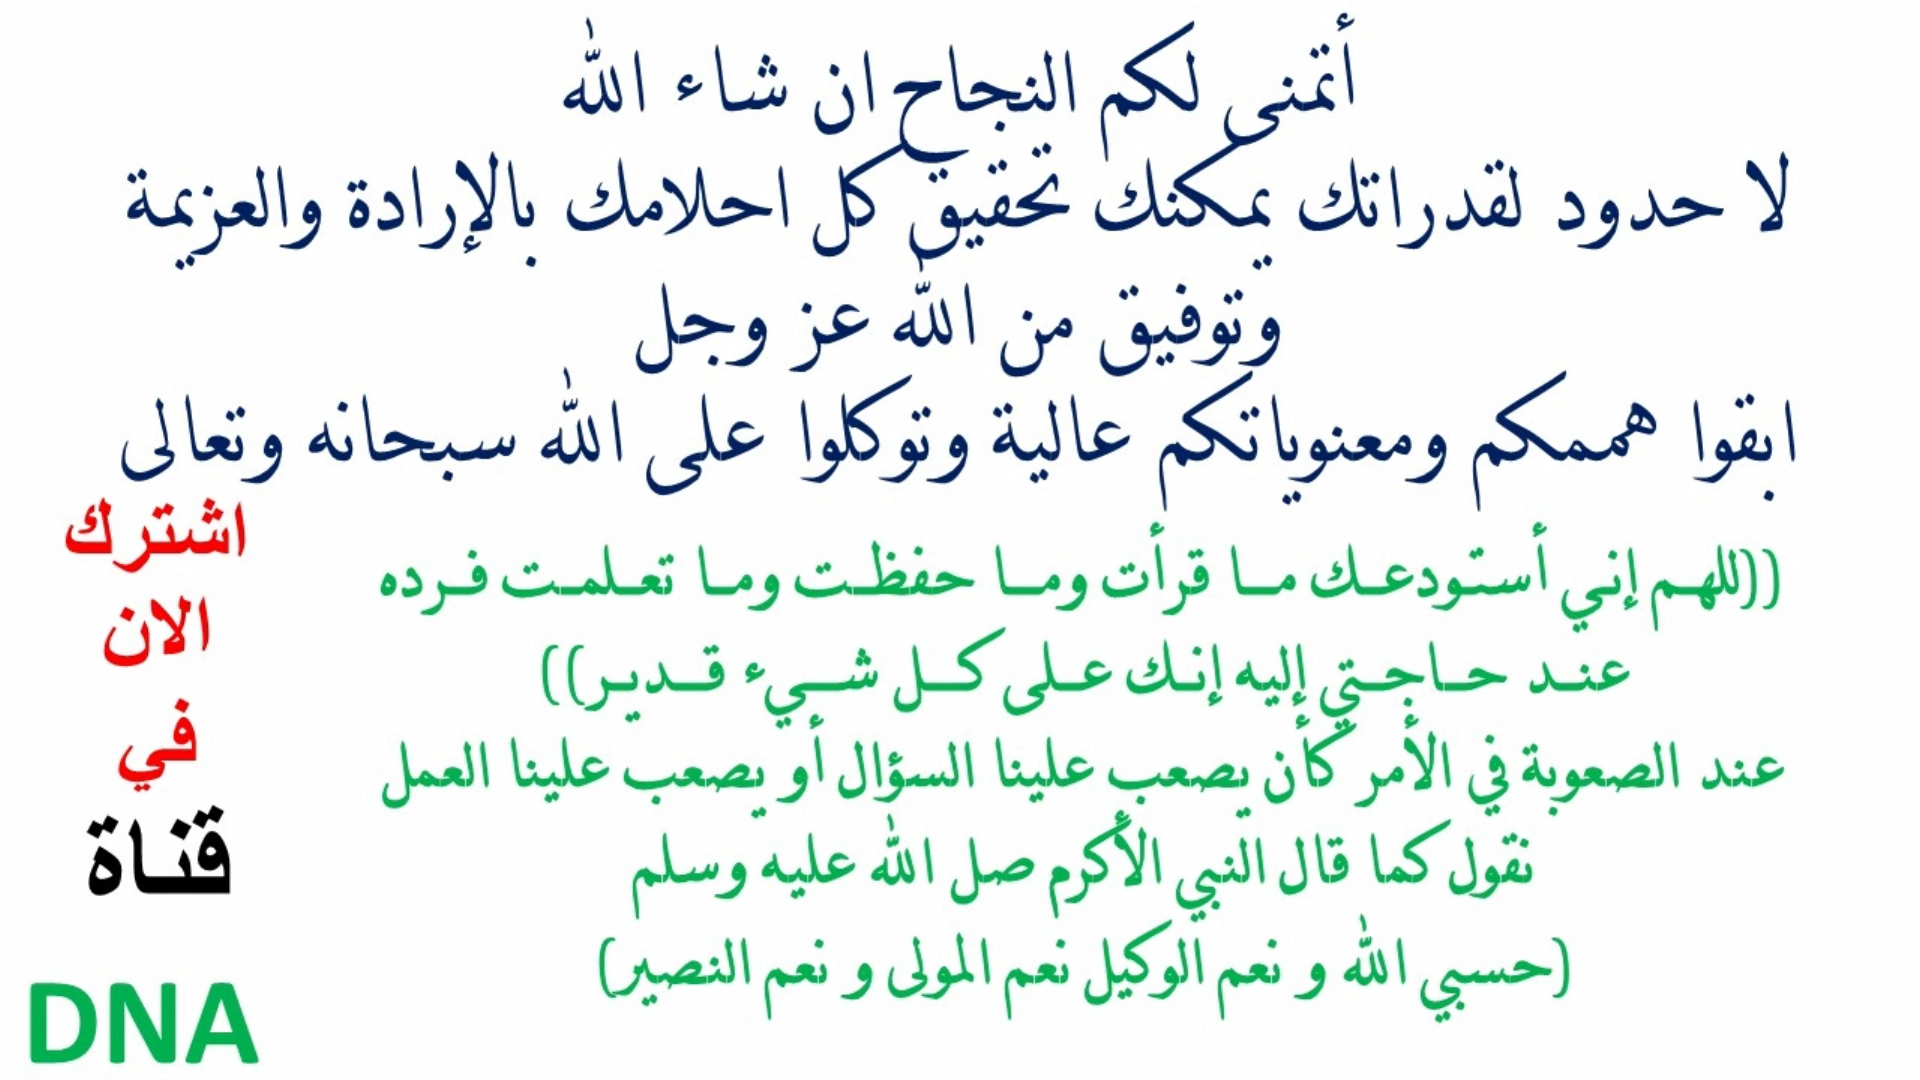 أتمنى لكم النجاح ان شاء الله
لا حدود لقدراتك يمكنك تحقيق كل احلامك بالإرادة والعزيمة
وتوفيق من الله عز وجل
ابقوا هممكم ومعنوياتكم عالية وتوكلوا على الله سبحانه وتعالى
((للهم إني أستودعك ما قرأت وما حفظت وما تعلمت فرده
عند حاجتي إليه إنك على كل شيء قدير))
عند الصعوبة في الأمر كأن يصعب علينا السؤال أو يصعب علينا العمل
نقول كما قال النبي الأكرم صل الله عليه وسلم
(حسبي الله و نعم الوكيل نعم المولى و نعم النصير)
اشترك
الان
في
قناة
DNA